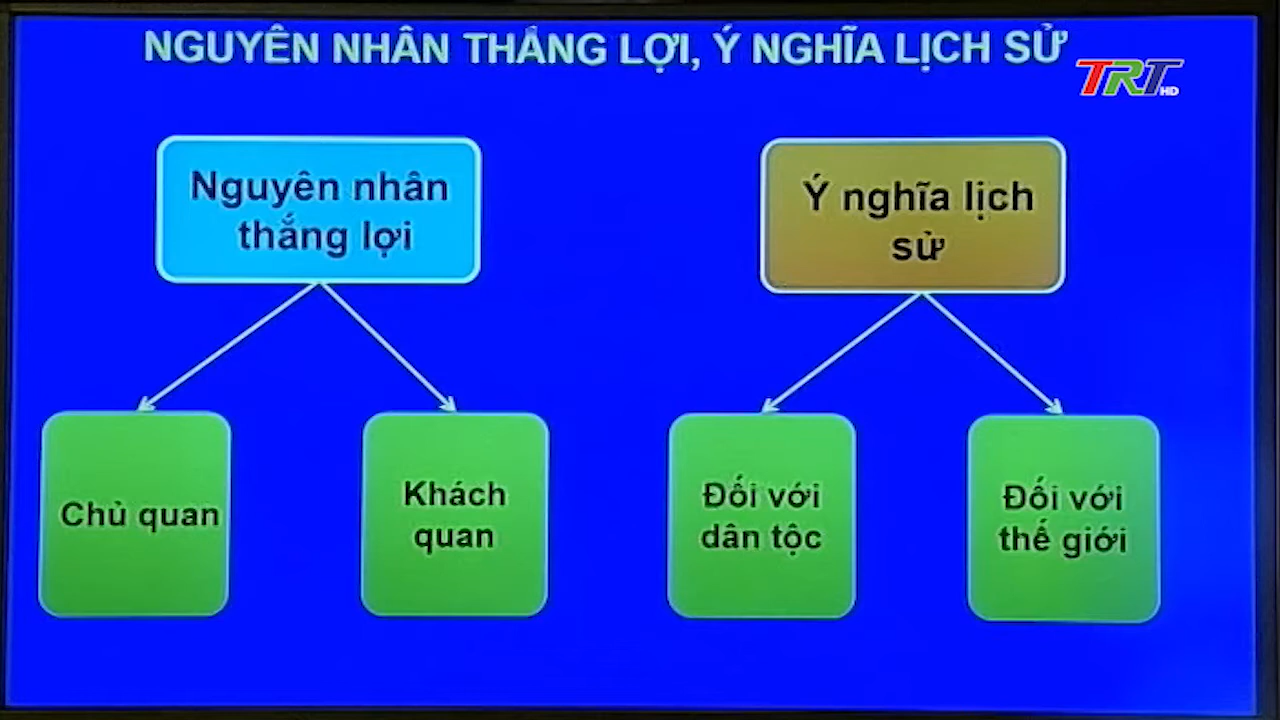 NGUYÊN NHÂN THẮNG LỢI, Ý NGHĨA LỊCH SỬ
TRT HD
Nguyên nhân
thắng lợi
Ý nghĩa lịch
sử
Chủ quan
Khách
quan
Đối với
dân tộc
Đối với
thế giới